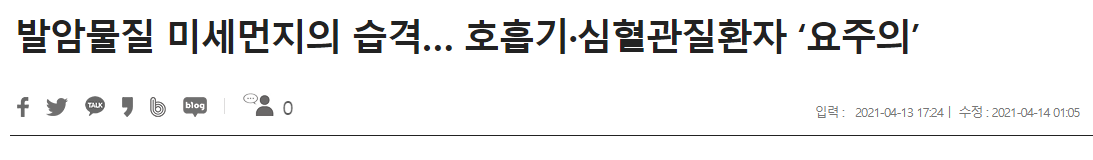 발암물질 미세먼지의 습격… 호흡기·심혈관질환자 ‘요주의’
TALK blog 0
입력 : 2021-04-13 17:24 | 수정 : 2021-04-14 01:05